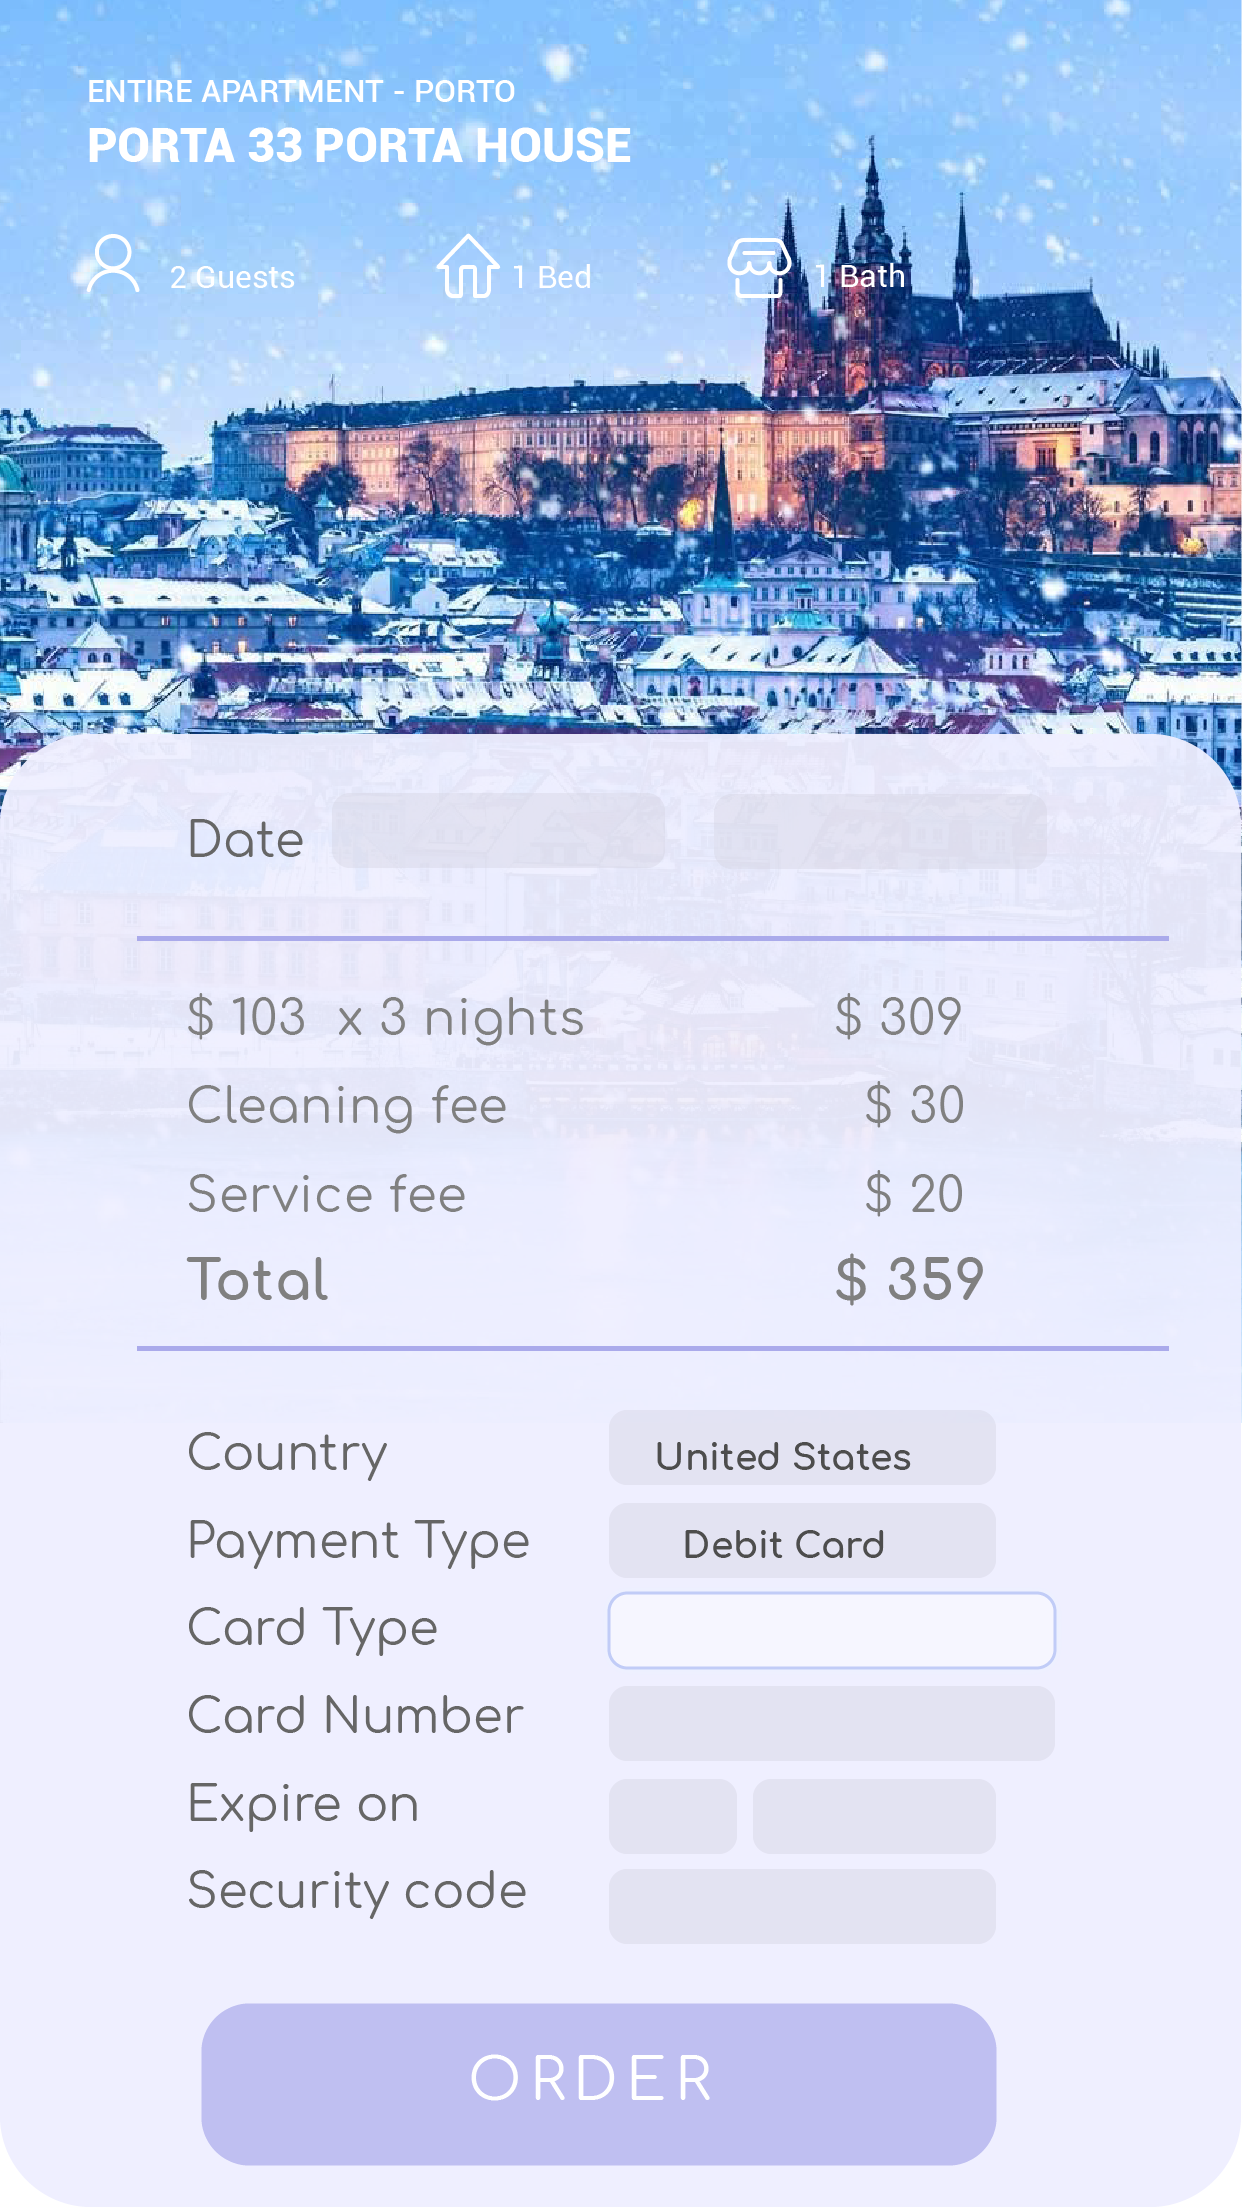 ENTIRE APARTMENT - PORTO
PORTA 33 PORTA HOUSE
2 Guests 1 Bed 1 Bath
Date
$ 103 x 3 nights $ 309
Cleaning fee $ 30
Service fee $ 20
Total $ 359
Country United States
Payment Type Debit Card
Card Type
Card Number
Expire on
Security code
ORDER